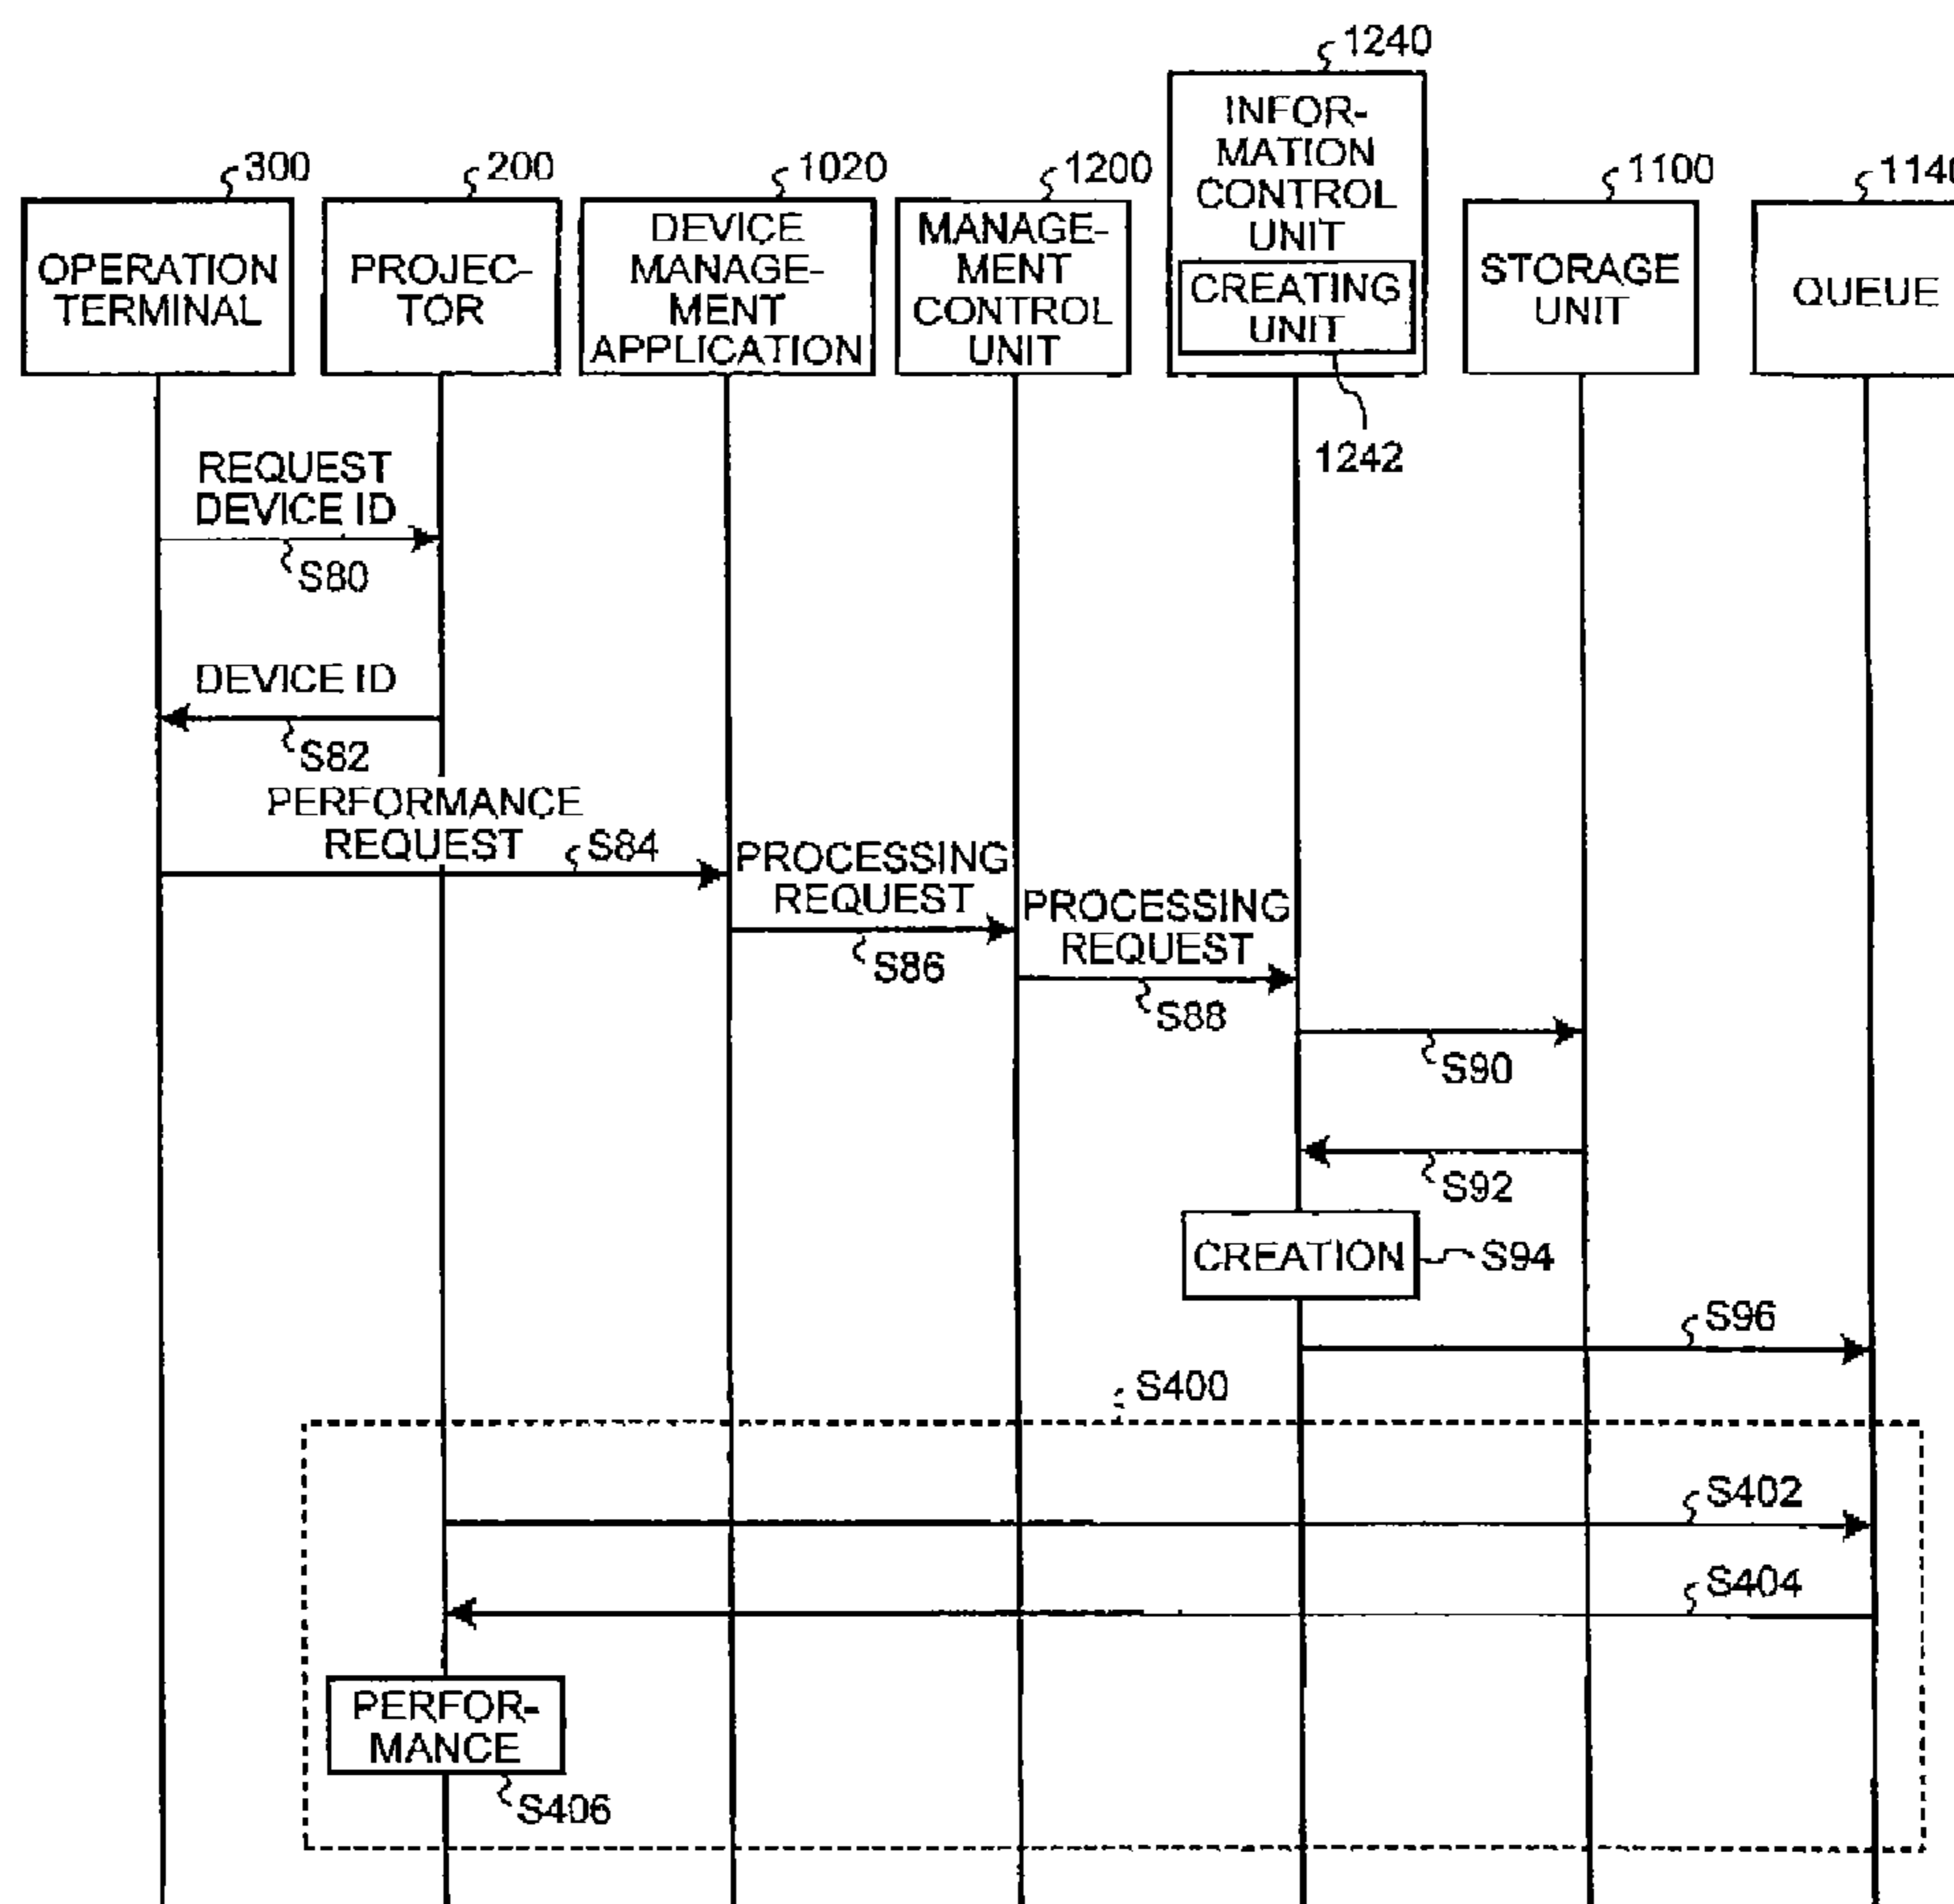 1240
300
200
1020
1200
1100
1140
OPERATION
TERMINAL
PROJEC-
TOR
DEVICE
MANAGE-
MENT
APPLICATION
MANAGE-
MENT
CONTROL
UNIT
INFOR-
MATION
CONTROL
UNIT
CREATING
UNIT
STORAGE
UNIT
QUEUE
1242
REQUEST
DEVICE ID
S80
DEVICE ID
S82
PERFORMANCE
REQUEST
S84
PROCESSING
REQUEST
S86
PROCESSING
REQUEST
S88
S90
S92
CREATION
S94
S96
S400
S402
S404
PERFOR-
MANCE
S406